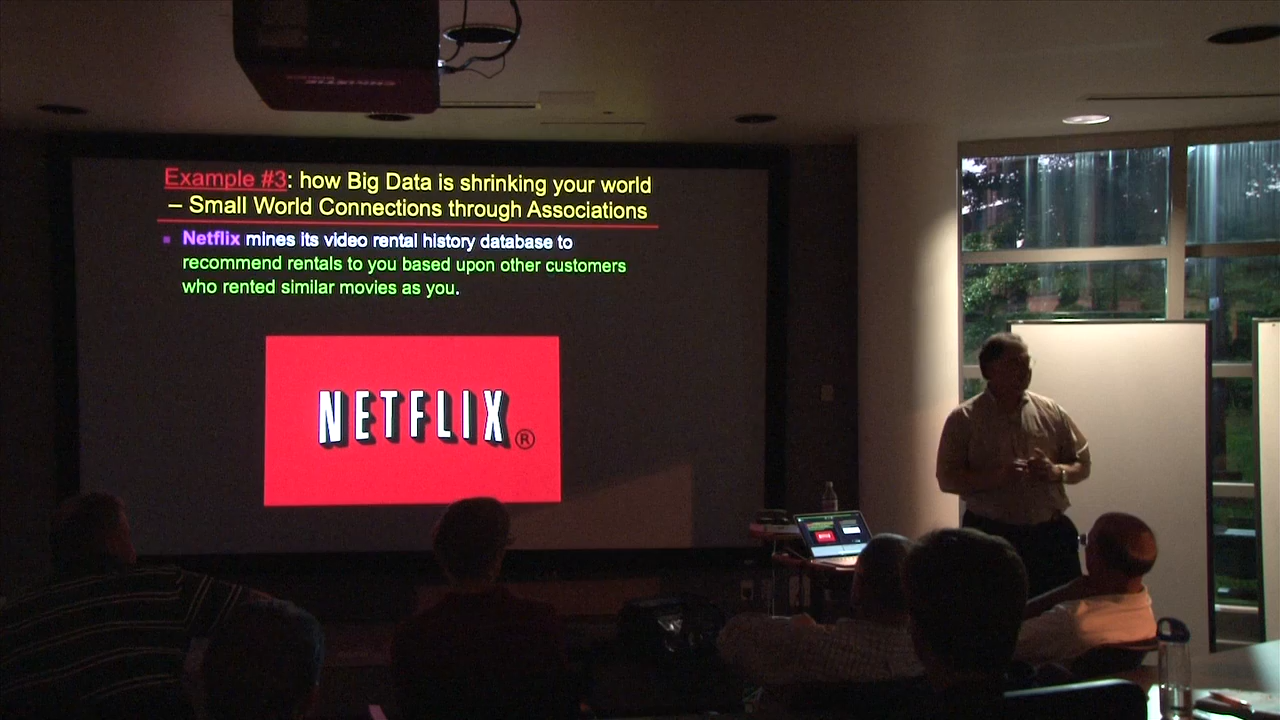 CHRISTIE
Example #3: how Big Data is shrinking your world
– Small World Connections through Associations
▪ Netflix mines its video rental history database to
recommend rentals to you based upon other customers
who rented similar movies as you.
NETFLIX®